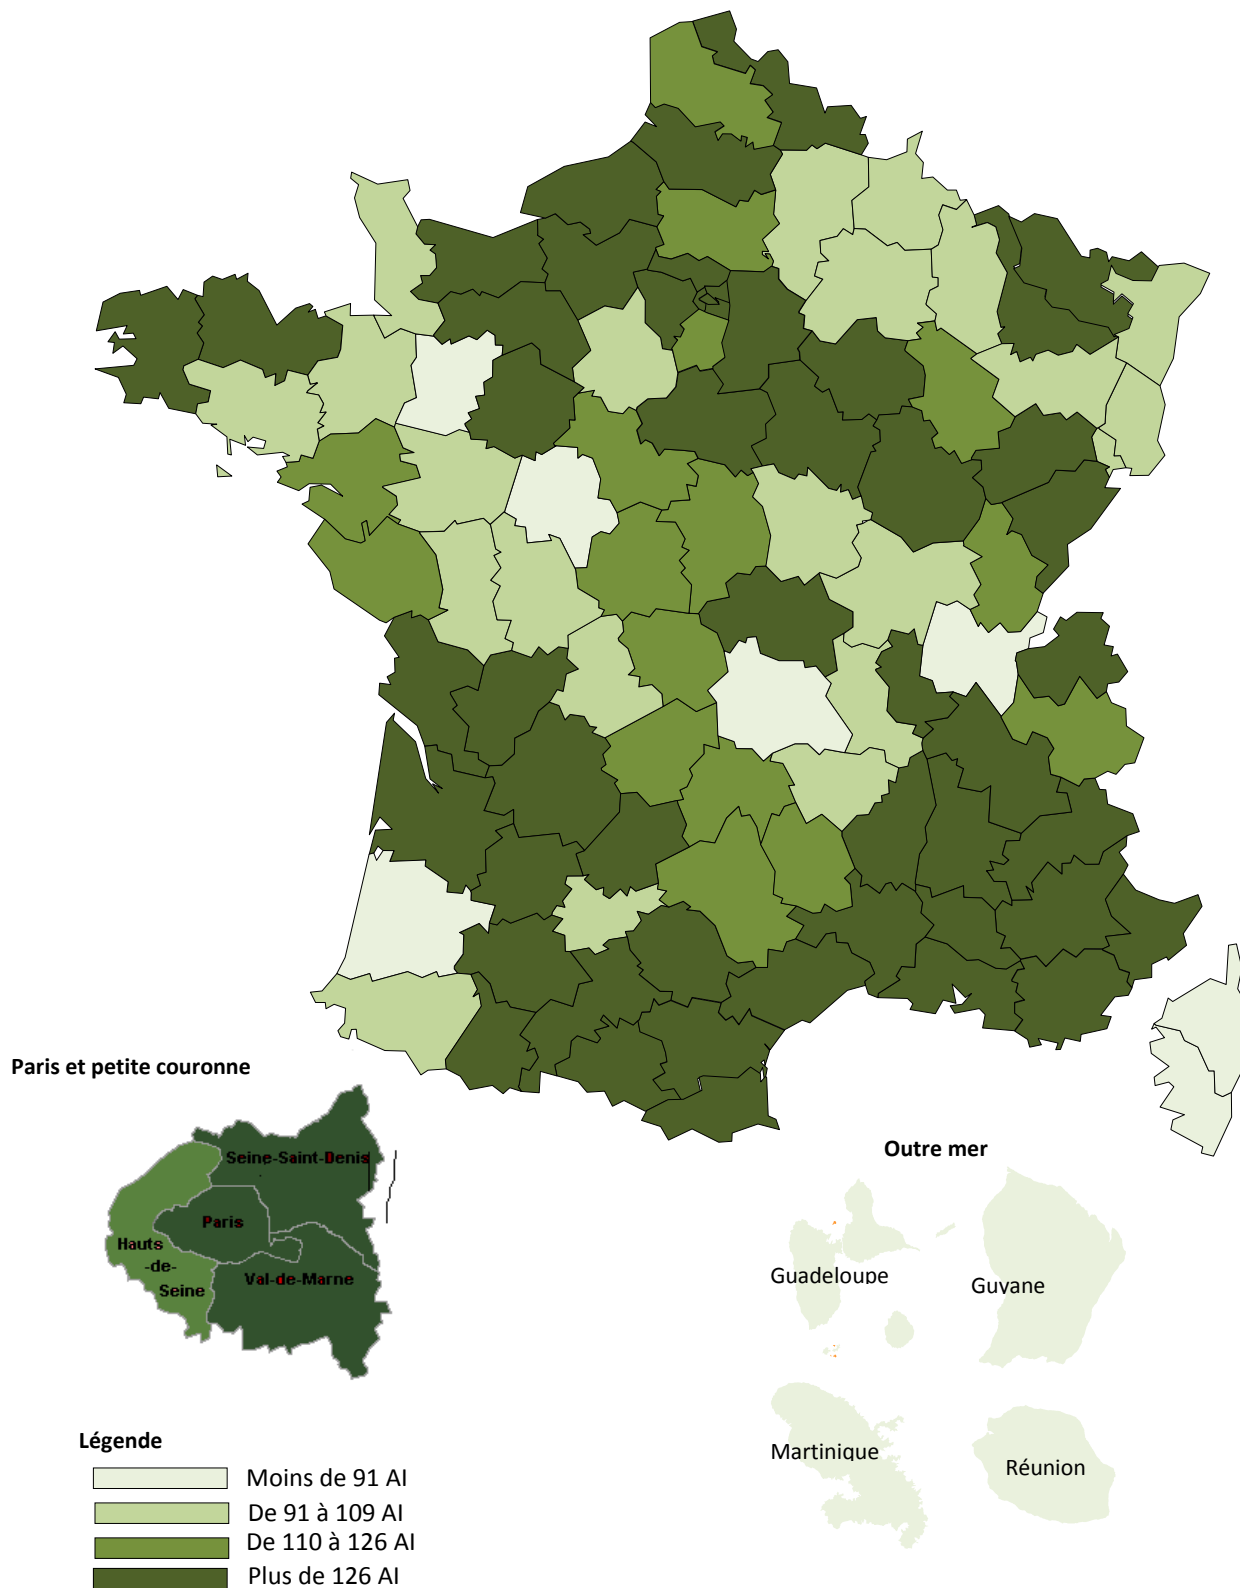 Paris et petite couronne
Seine-Saint-Denis
Paris
Hauts
-de-
Seine
Val-de-Marne
Outre mer
Guadeloupe
Guyane
Martinique
Réunion
Légende
Moins de 91 AI
De 91 à 109 AI
De 110 à 126 AI
Plus de 126 AI